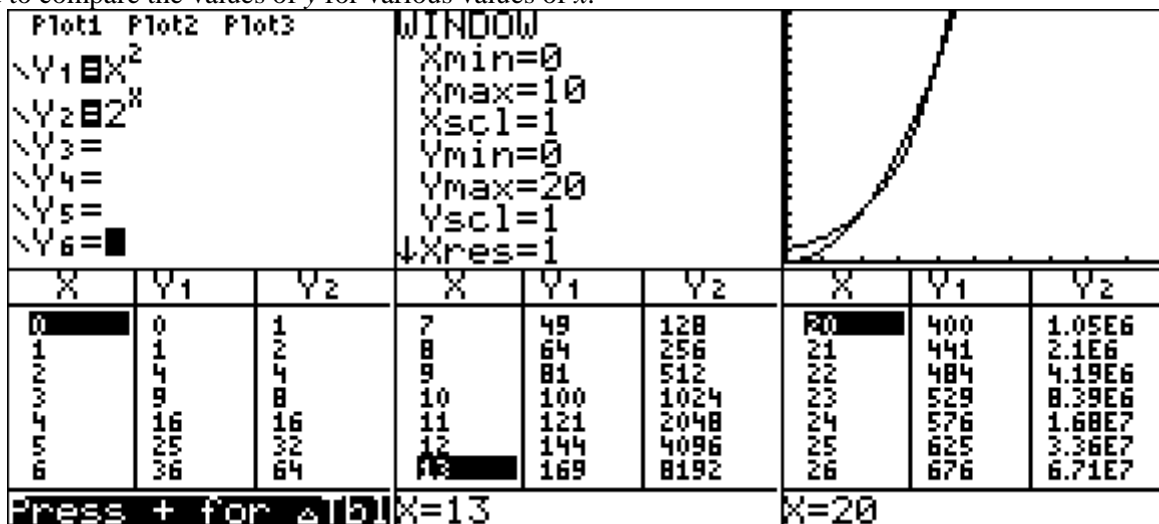 to compare the values of y for various values of x.
Plot1 Plot2 Plot3
\Y1=X²
\Y2=2^X
\Y3=
\Y4=
\Y5=
\Y6=
WINDOW
Xmin=0
Xmax=10
Xscl=1
Ymin=0
Ymax=20
Yscl=1
↓Xres=1
X Y1 Y2
0 0 1
1 1 2
2 4 4
3 9 8
4 16 16
5 25 32
6 36 64
Press + for ΔTbl
X Y1 Y2
7 49 128
8 64 256
9 81 512
10 100 1024
11 121 2048
12 144 4096
13 169 8192
X=13
X Y1 Y2
20 400 1.05E6
21 441 2.1E6
22 484 4.19E6
23 529 8.39E6
24 576 1.68E7
25 625 3.36E7
26 676 6.71E7
X=20